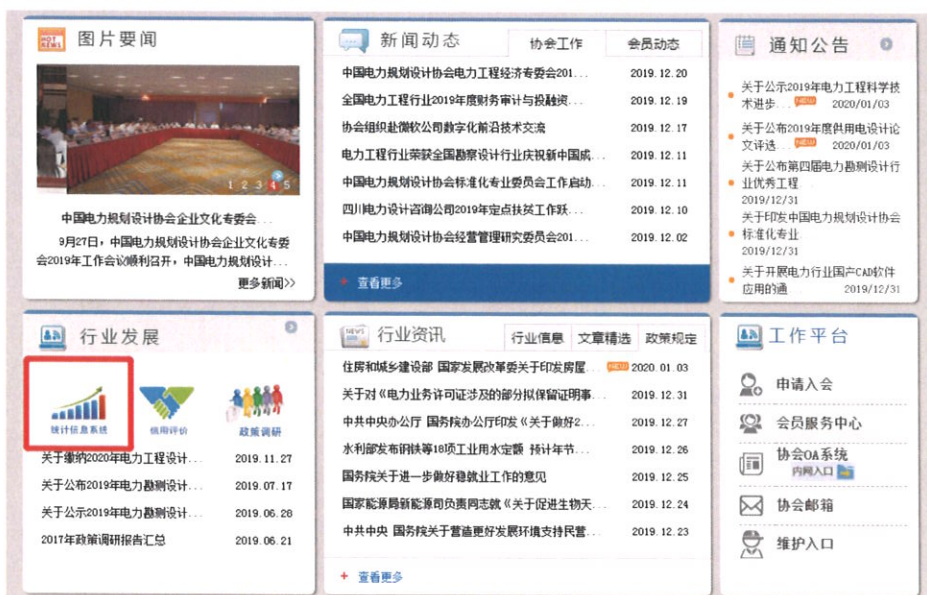 HOT NEWS 图片要闻
1 2 3 4 5
中国电力规划设计协会企业文化专委会...
9月27日，中国电力规划设计协会企业文化专委
会2019年工作会议顺利召开，中国电力规划设计...
更多新闻>>
新闻动态 协会工作 会员动态
中国电力规划设计协会电力工程经济专委会201... 2019.12.20
全国电力工程行业2019年度财务审计与投融资... 2019.12.19
协会组织赴微软公司数字化前沿技术交流 2019.12.17
电力工程行业荣获全国勘察设计行业庆祝新中国成... 2019.12.11
中国电力规划设计协会标准化专业委员会工作启动... 2019.12.11
四川电力设计咨询公司2019年定点扶贫工作跃... 2019.12.10
中国电力规划设计协会经营管理研究委员会201... 2019.12.02
+ 查看更多
通知公告
关于公示2019年电力工程科学技
术进步... NEW 2020/01/03
关于公布2019年度供用电设计论
文评选... NEW 2020/01/03
关于公布第四届电力勘测设计行
业优秀工程...
2019/12/31
关于印发中国电力规划设计协会
标准化专业...
2019/12/31
关于开展电力行业国产CAD软件
应用的通... 2019/12/31
行业发展
统计信息系统 信用评价 政策调研
关于缴纳2020年电力工程设计... 2019.11.27
关于公布2019年电力勘测设计... 2019.07.17
关于公示2019年电力勘测设计... 2019.06.28
2017年政策调研报告汇总 2019.06.21
NEWS 行业资讯 行业信息 文章精选 政策规定
住房和城乡建设部 国家发展改革委关于印发房屋... NEW 2020.01.03
关于对《电力业务许可证涉及的部分拟保留证明事... 2019.12.31
中共中央办公厅 国务院办公厅印发《关于做好2... 2019.12.27
水利部发布钢铁等18项工业用水定额 预计年节... 2019.12.26
国务院关于进一步做好稳就业工作的意见 2019.12.25
国家能源局新能源司负责同志就《关于促进生物天... 2019.12.24
中共中央 国务院关于营造更好发展环境支持民营... 2019.12.23
+ 查看更多
工作平台
申请入会
会员服务中心
协会OA系统
内网入口
协会邮箱
维护入口